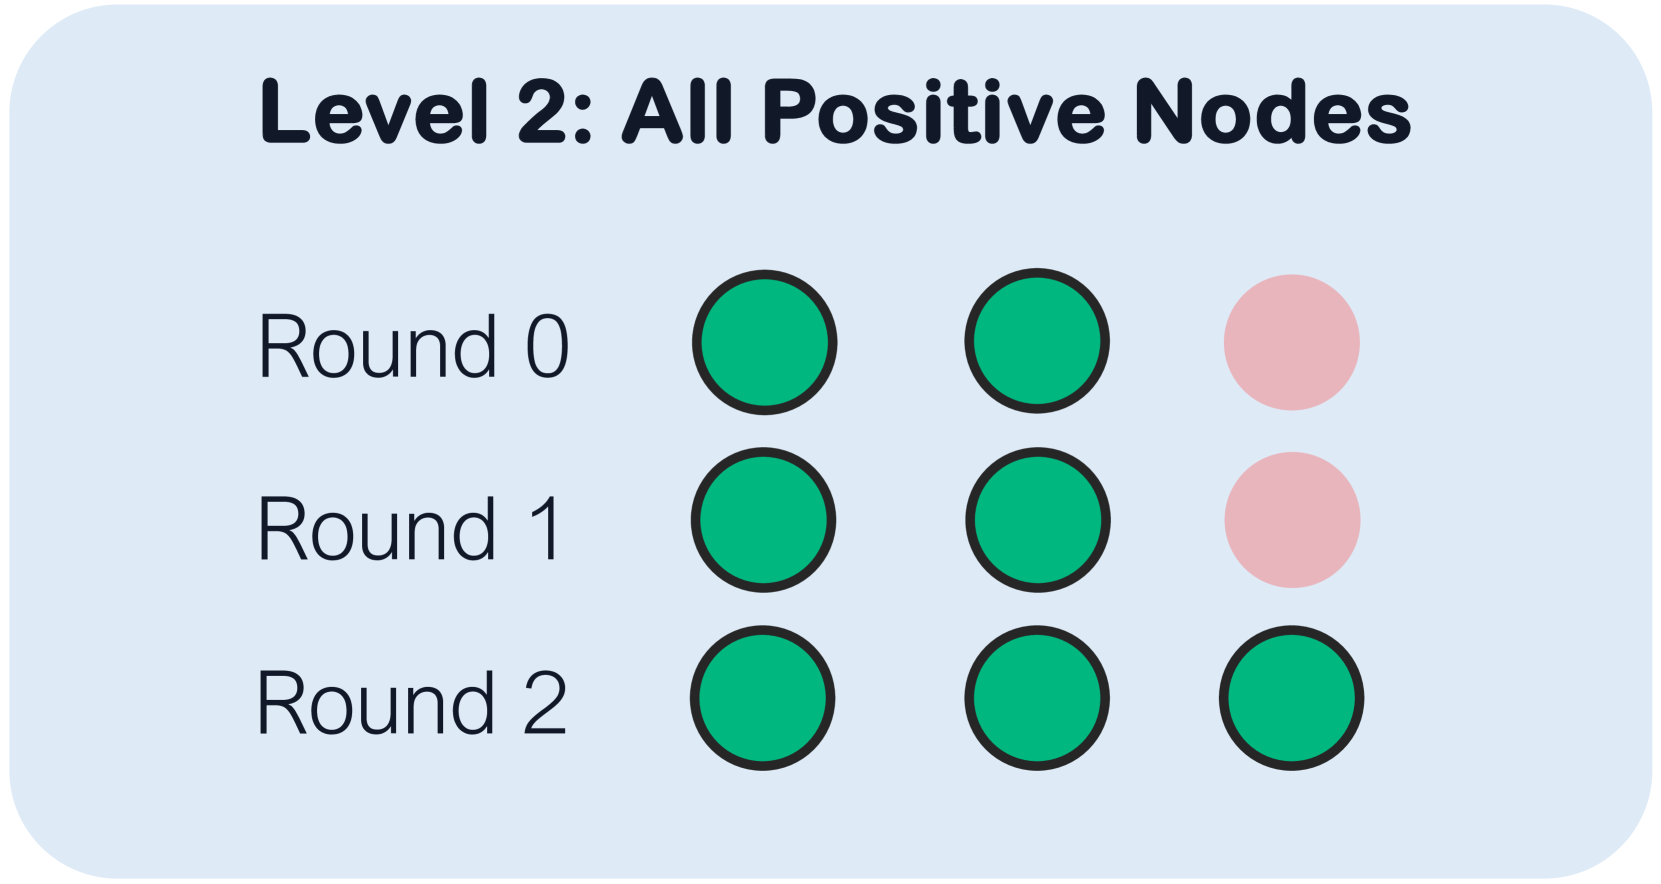 Level 2: All Positive Nodes
Round 0
Round 1
Round 2